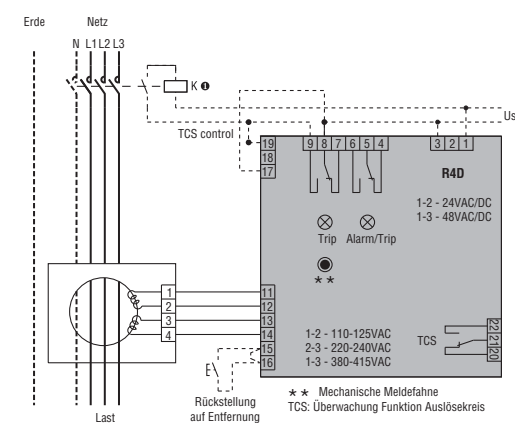 Erde
Netz
N L1 L2 L3
K ❶
Us
TCS control
19
18
17
9 8 7 6 5 4
3 2 1
R4D
1-2 - 24VAC/DC
1-3 - 48VAC/DC
Trip
Alarm/Trip
**
1
2
3
4
11
12
13
14
15
16
1-2 - 110-125VAC
2-3 - 220-240VAC
1-3 - 380-415VAC
TCS
22
21
20
E
Rückstellung
auf Entfernung
Last
** Mechanische Meldefahne
TCS: Überwachung Funktion Auslösekreis